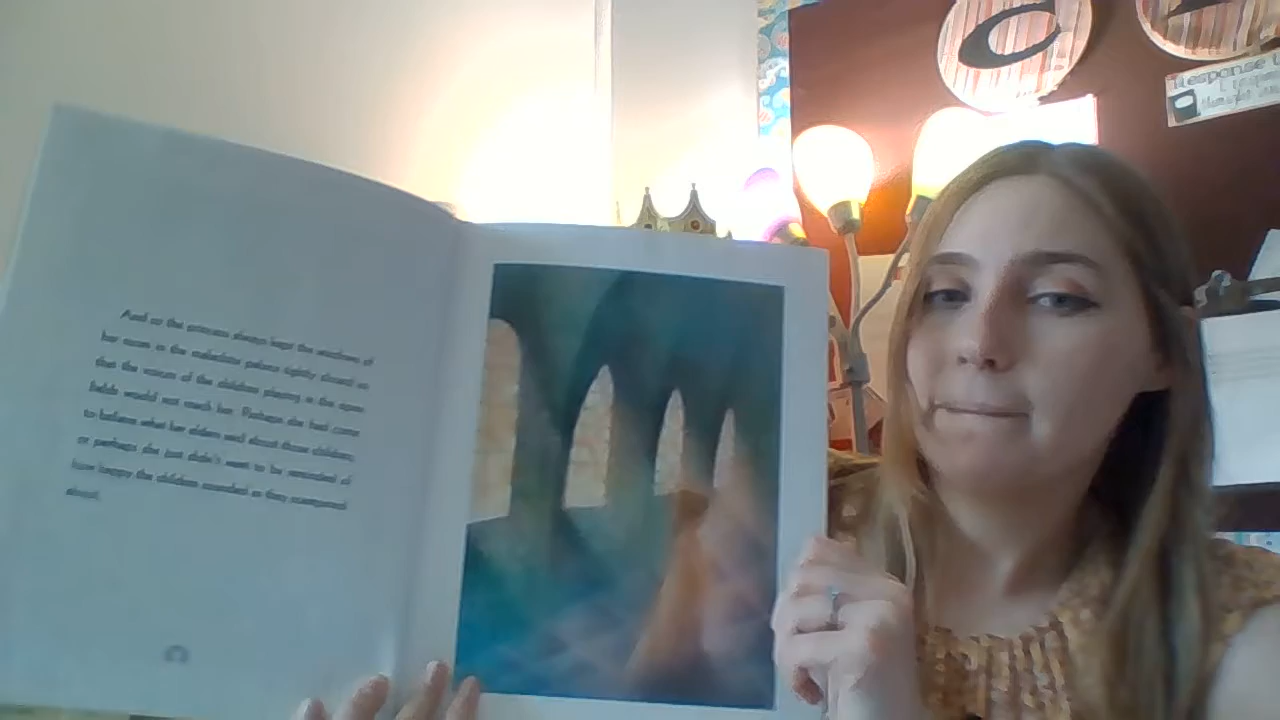 And so the princess always kept the windows of
her room in the palace tightly closed so
that the voices of the children playing in the open
fields would not reach her. Perhaps she had come
to believe what her elders said about those children,
or perhaps she just didn't want to be reminded of
how happy the children sounded as they scampered
about.
Response